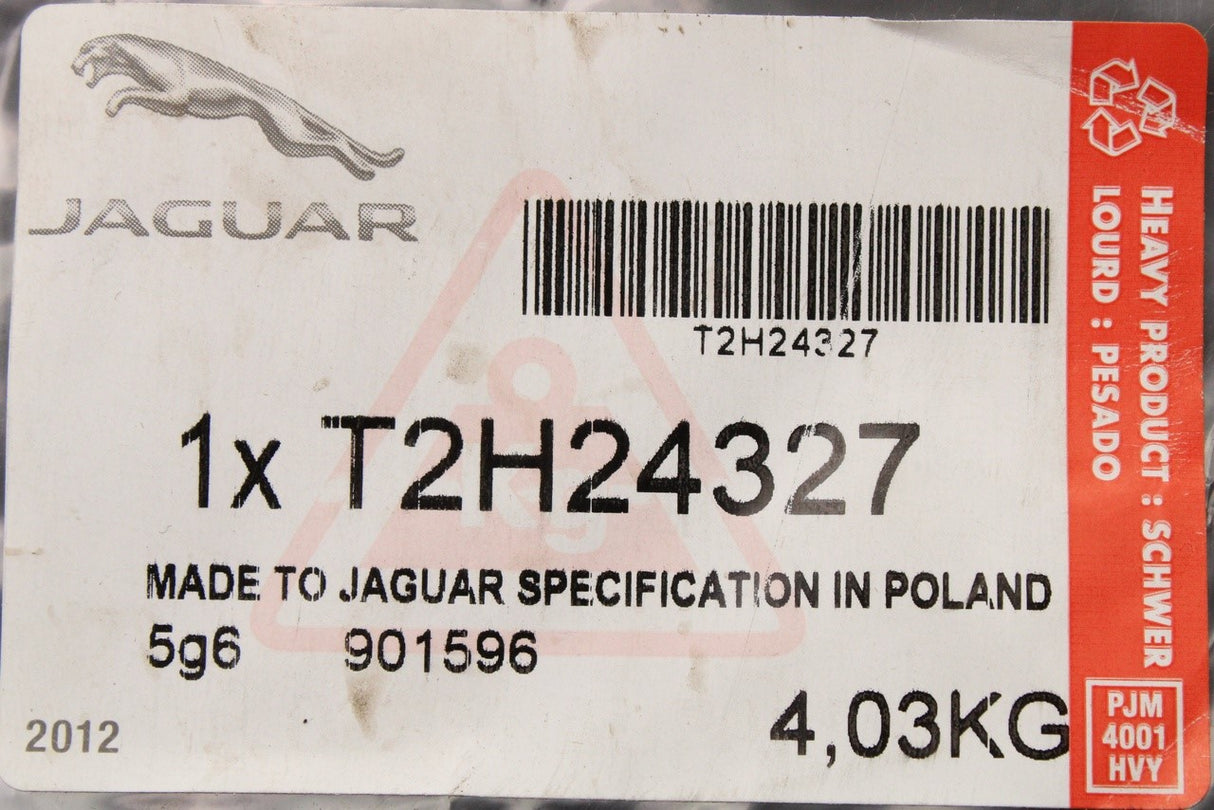 JAGUAR
T2H24327
1x T2H24327
Kg
MADE TO JAGUAR SPECIFICATION IN POLAND
5g6 901596
4,03KG
2012
HEAVY PRODUCT : SCHWER
LOURD : PESADO
PJM
4001
HVY